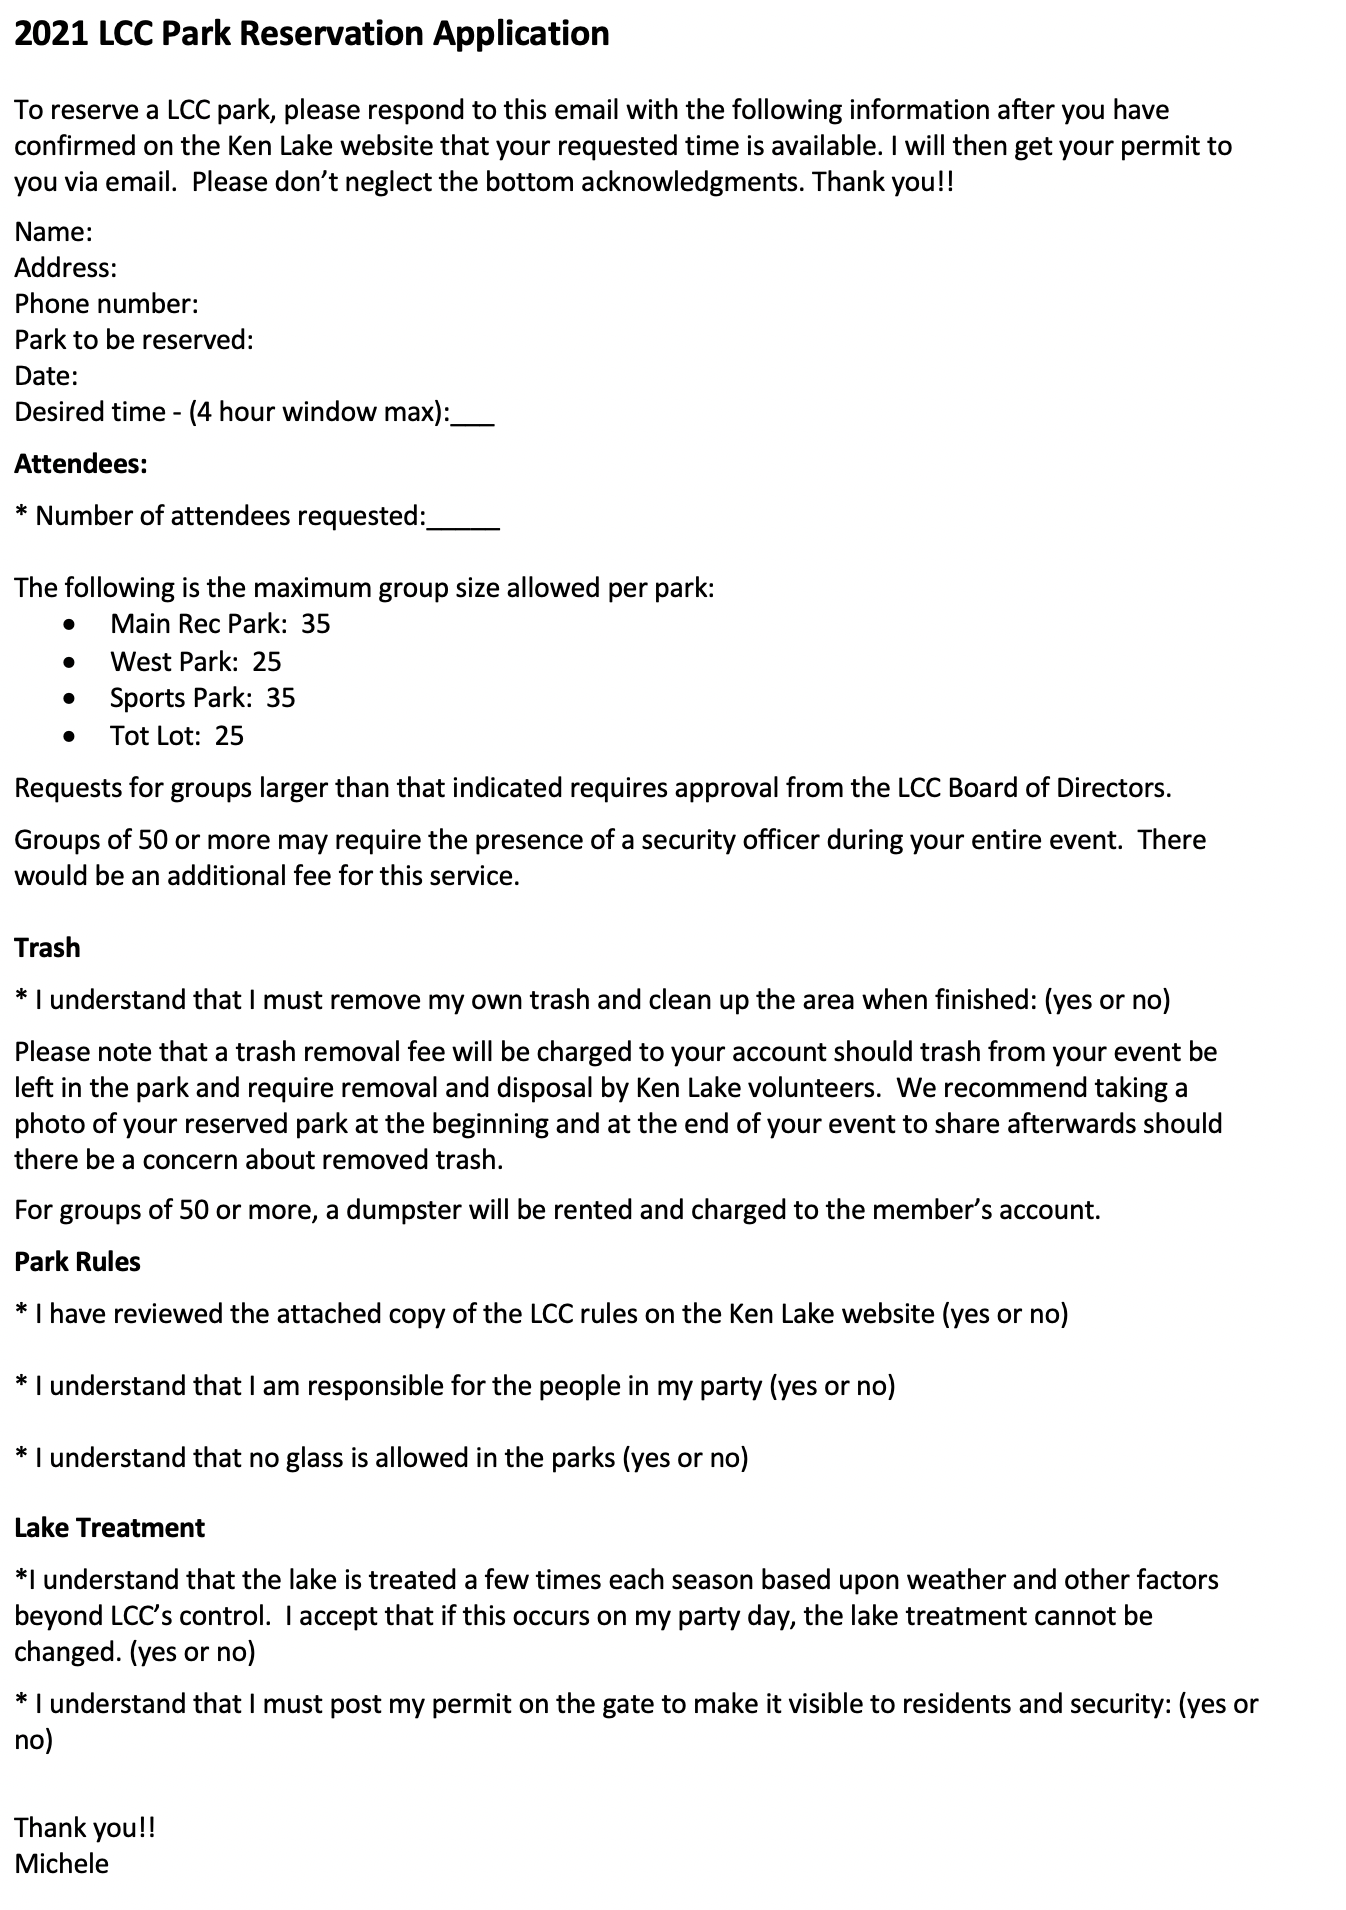 2021 LCC Park Reservation Application
To reserve a LCC park, please respond to this email with the following information after you have
confirmed on the Ken Lake website that your requested time is available. I will then get your permit to
you via email.  Please don’t neglect the bottom acknowledgments. Thank you!!
Name:
Address:
Phone number:
Park to be reserved:
Date:
Desired time - (4 hour window max):___
Attendees:
* Number of attendees requested:_____
The following is the maximum group size allowed per park:
• Main Rec Park:  35
• West Park:  25
• Sports Park:  35
• Tot Lot:  25
Requests for groups larger than that indicated requires approval from the LCC Board of Directors.
Groups of 50 or more may require the presence of a security officer during your entire event.  There
would be an additional fee for this service.
Trash
* I understand that I must remove my own trash and clean up the area when finished: (yes or no)
Please note that a trash removal fee will be charged to your account should trash from your event be
left in the park and require removal and disposal by Ken Lake volunteers.  We recommend taking a
photo of your reserved park at the beginning and at the end of your event to share afterwards should
there be a concern about removed trash.
For groups of 50 or more, a dumpster will be rented and charged to the member’s account.
Park Rules
* I have reviewed the attached copy of the LCC rules on the Ken Lake website (yes or no)
* I understand that I am responsible for the people in my party (yes or no)
* I understand that no glass is allowed in the parks (yes or no)
Lake Treatment
*I understand that the lake is treated a few times each season based upon weather and other factors
beyond LCC’s control.  I accept that if this occurs on my party day, the lake treatment cannot be
changed. (yes or no)
* I understand that I must post my permit on the gate to make it visible to residents and security: (yes or
no)
Thank you!!
Michele